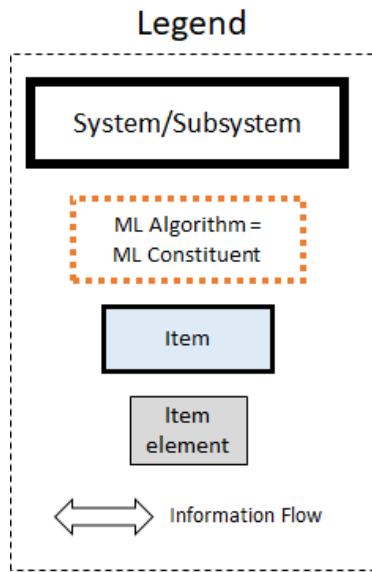 Legend
System/Subsystem
ML Algorithm =
ML Constituent
Item
Item
element
Information Flow